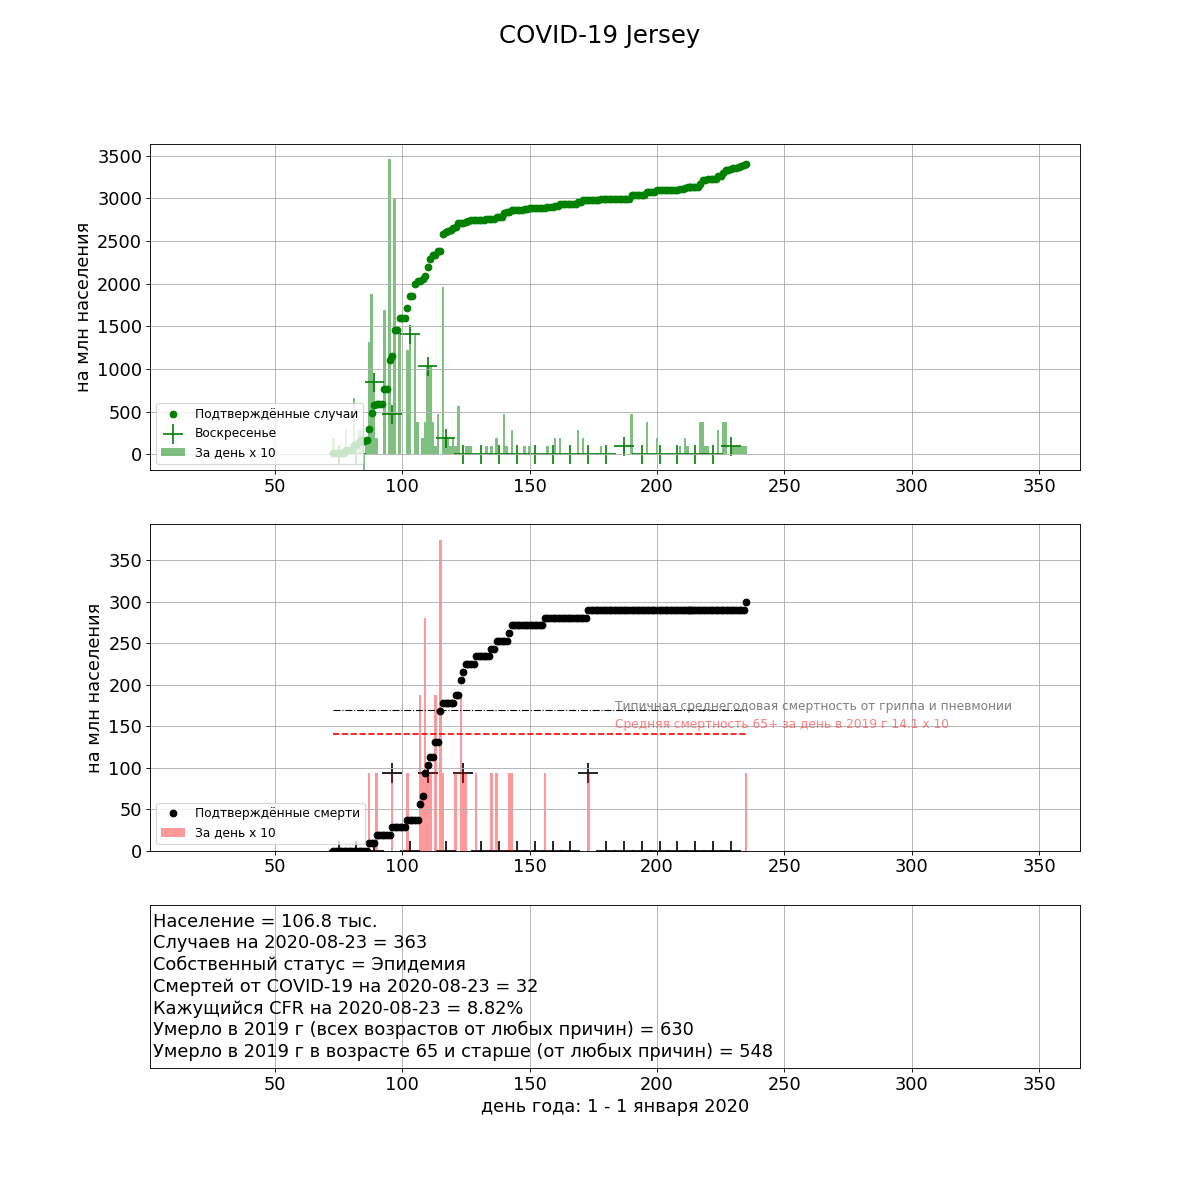 COVID-19 Jersey
3500
3000
2500
2000
1500
1000
500
0
на млн населения
Подтверждённые случаи
Воскресенье
За день x 10
50 100 150 200 250 300 350
350
300
250
200
150
100
50
0
на млн населения
Типичная среднегодовая смертность от гриппа и пневмонии
Средняя смертность 65+ за день в 2019 г 14.1 x 10
Подтверждённые смерти
За день x 10
50 100 150 200 250 300 350
Население = 106.8 тыс.
Случаев на 2020-08-23 = 363
Собственный статус = Эпидемия
Смертей от COVID-19 на 2020-08-23 = 32
Кажущийся CFR на 2020-08-23 = 8.82%
Умерло в 2019 г (всех возрастов от любых причин) = 630
Умерло в 2019 г в возрасте 65 и старше (от любых причин) = 548
50 100 150 200 250 300 350
день года: 1 - 1 января 2020